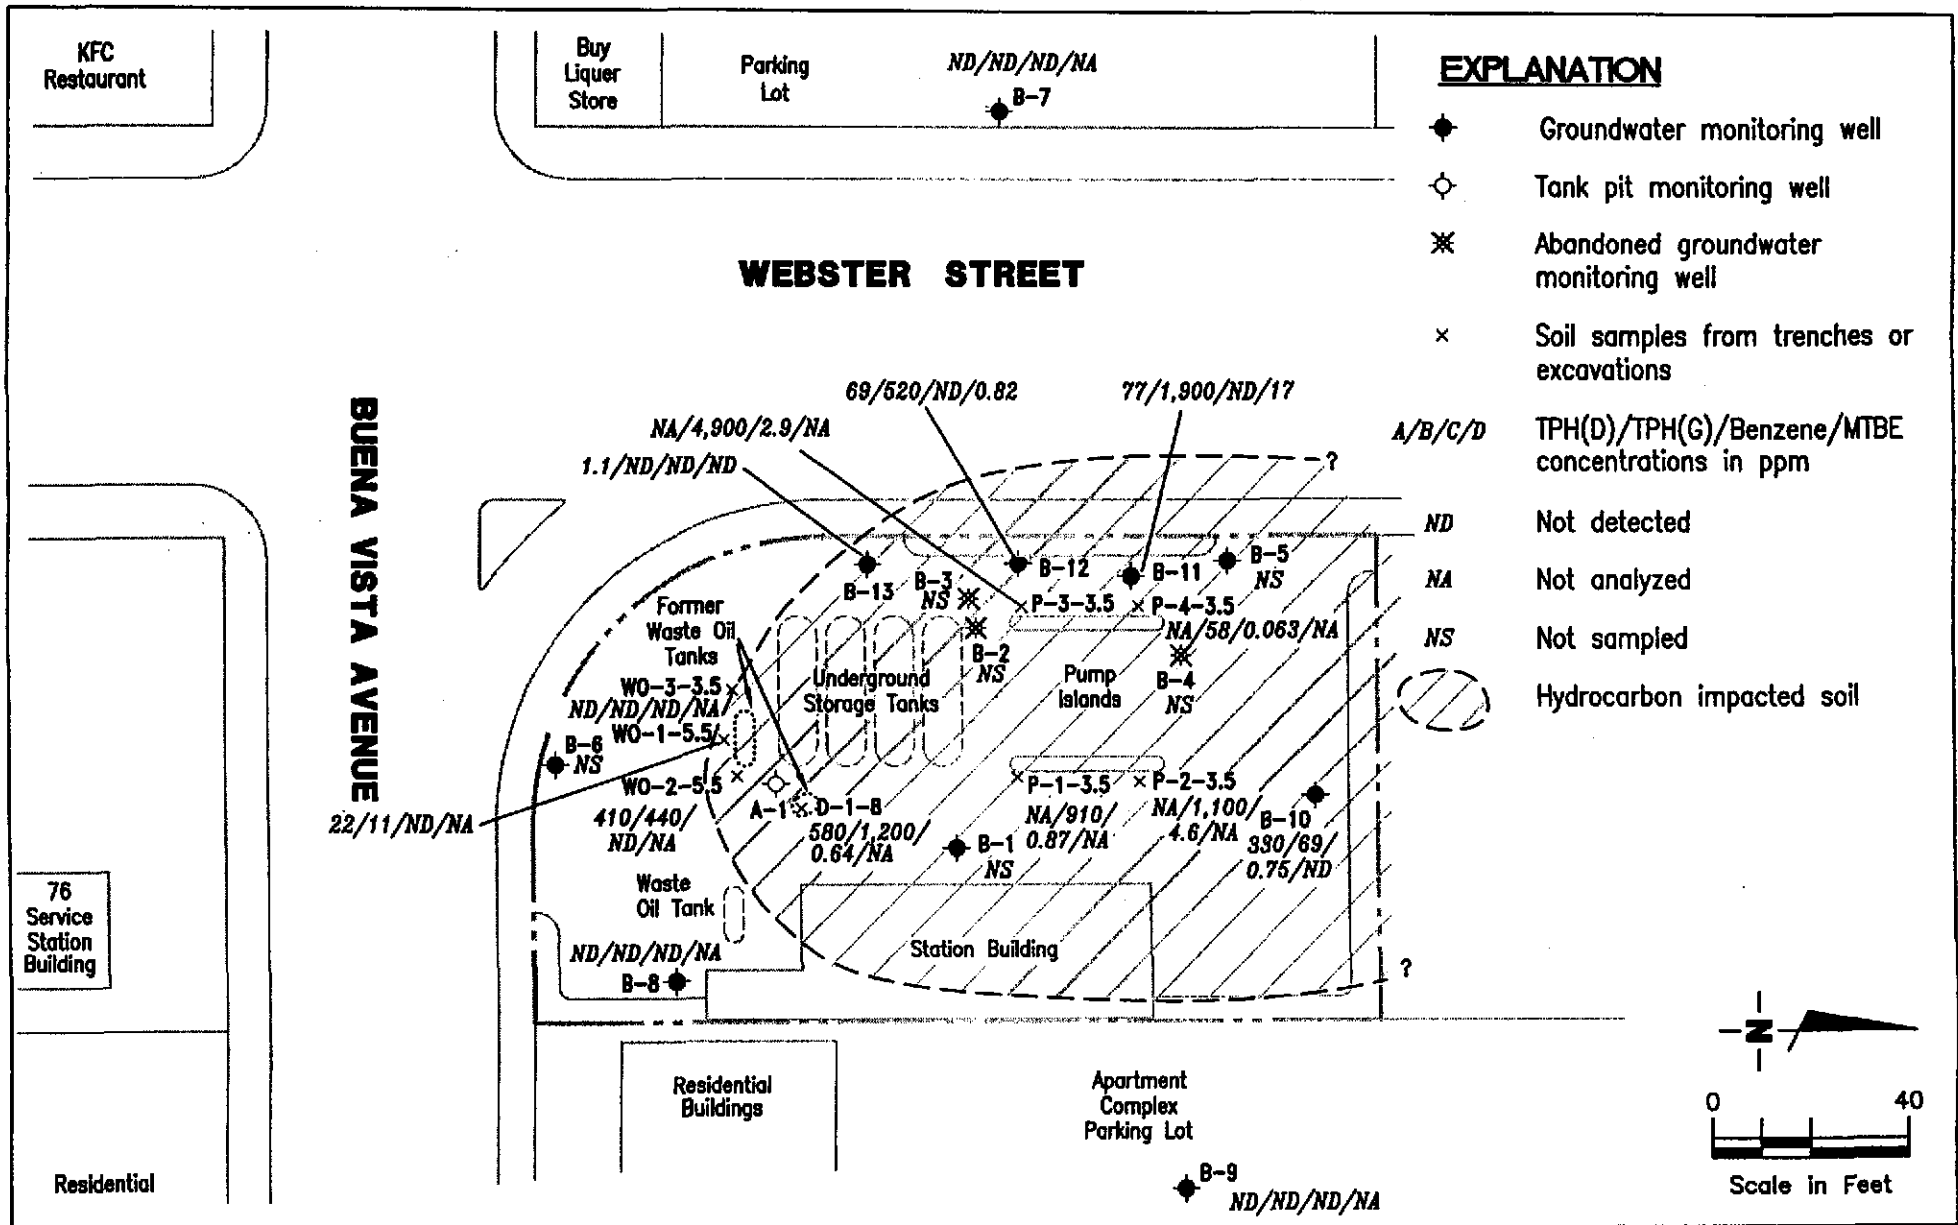 KFC
Restaurant
Buy
Liquer
Store
Parking
Lot
ND/ND/ND/NA
B-7
EXPLANATION
Groundwater monitoring well
Tank pit monitoring well
Abandoned groundwater
monitoring well
Soil samples from trenches or
excavations
A/B/C/D
TPH(D)/TPH(G)/Benzene/MTBE
concentrations in ppm
ND
Not detected
NA
Not analyzed
NS
Not sampled
Hydrocarbon impacted soil
WEBSTER STREET
BUENA VISTA AVENUE
69/520/ND/0.82
77/1,900/ND/17
NA/4,900/2.9/NA
1.1/ND/ND/ND
?
B-13
B-3
NS
B-12
B-11
B-5
NS
P-3-3.5
P-4-3.5
NA/58/0.063/NA
B-2
NS
B-4
NS
Former
Waste Oil
Tanks
Underground
Storage Tanks
Pump
Islands
WO-3-3.5
ND/ND/ND/NA
WO-1-5.5
B-6
NS
WO-2-5.5
410/440/
ND/NA
22/11/ND/NA
A-1
D-1-8
580/1,200/
0.64/NA
P-1-3.5
NA/910/
0.87/NA
P-2-3.5
NA/1,100/
4.6/NA
B-10
330/69/
0.75/ND
B-1
NS
Waste
Oil Tank
76
Service
Station
Building
ND/ND/ND/NA
B-8
Station Building
?
Residential
Buildings
Apartment
Complex
Parking Lot
B-9
ND/ND/ND/NA
Residential
N
0 40
Scale in Feet